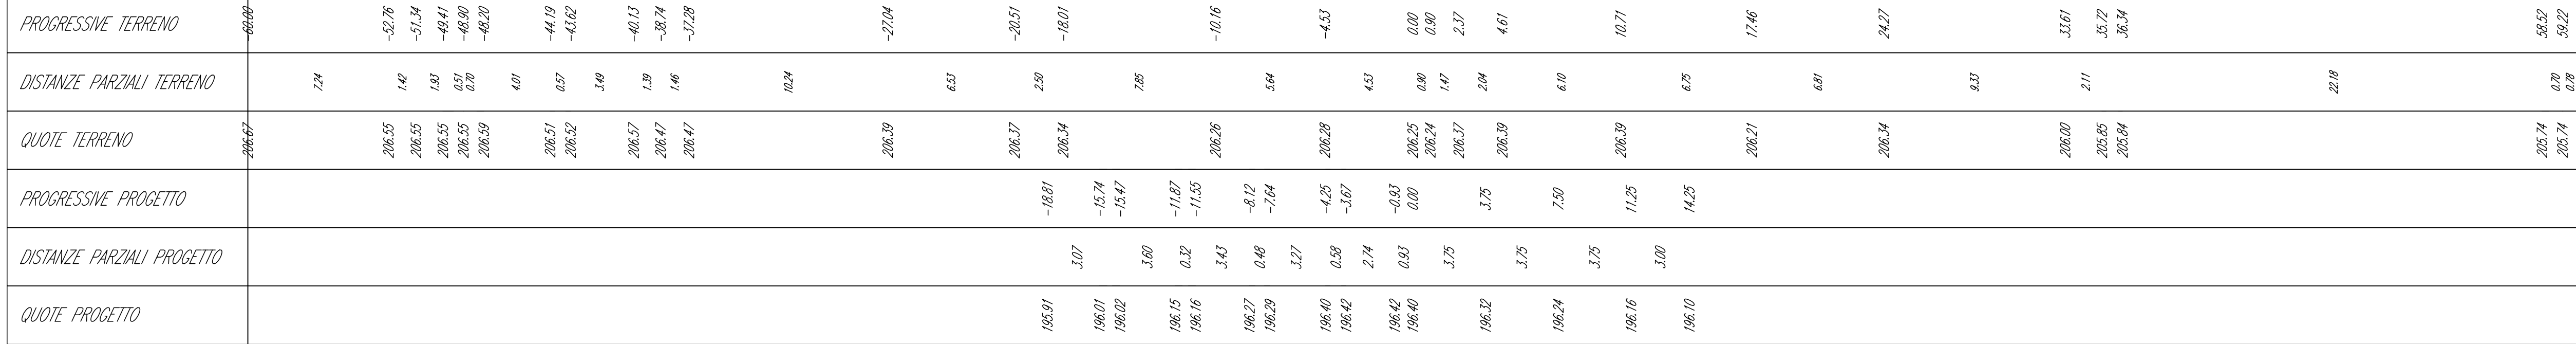 PROGRESSIVE TERRENO -60.00 -52.76 -51.34 -49.41 -48.90 -48.20 -44.19 -43.62 -40.13 -38.74 -37.28 -27.04 -20.51 -18.01 -10.16 -4.53 0.00 0.90 2.37 4.61 10.71 17.46 24.27 33.61 35.72 36.34 58.52 59.22
DISTANZE PARZIALI TERRENO 7.24 1.42 1.93 0.51 0.70 4.01 0.57 3.49 1.39 1.46 10.24 6.53 2.50 7.85 5.64 4.53 0.90 1.47 2.04 6.10 6.75 6.81 9.33 2.11 22.18 0.70 0.78
QUOTE TERRENO 206.67 206.55 206.55 206.55 206.55 206.59 206.51 206.52 206.57 206.47 206.47 206.39 206.37 206.34 206.26 206.28 206.25 206.24 206.37 206.39 206.39 206.21 206.34 206.00 205.85 205.84 205.74 205.74
PROGRESSIVE PROGETTO -18.81 -15.74 -15.47 -11.87 -11.55 -8.12 -7.64 -4.25 -3.67 -0.93 0.00 3.75 7.50 11.25 14.25
DISTANZE PARZIALI PROGETTO 3.07 3.60 0.32 3.43 0.48 3.27 0.58 2.74 0.93 3.75 3.75 3.75 3.00
QUOTE PROGETTO 195.91 196.01 196.02 196.15 196.16 196.27 196.29 196.40 196.42 196.42 196.40 196.32 196.24 196.16 196.10